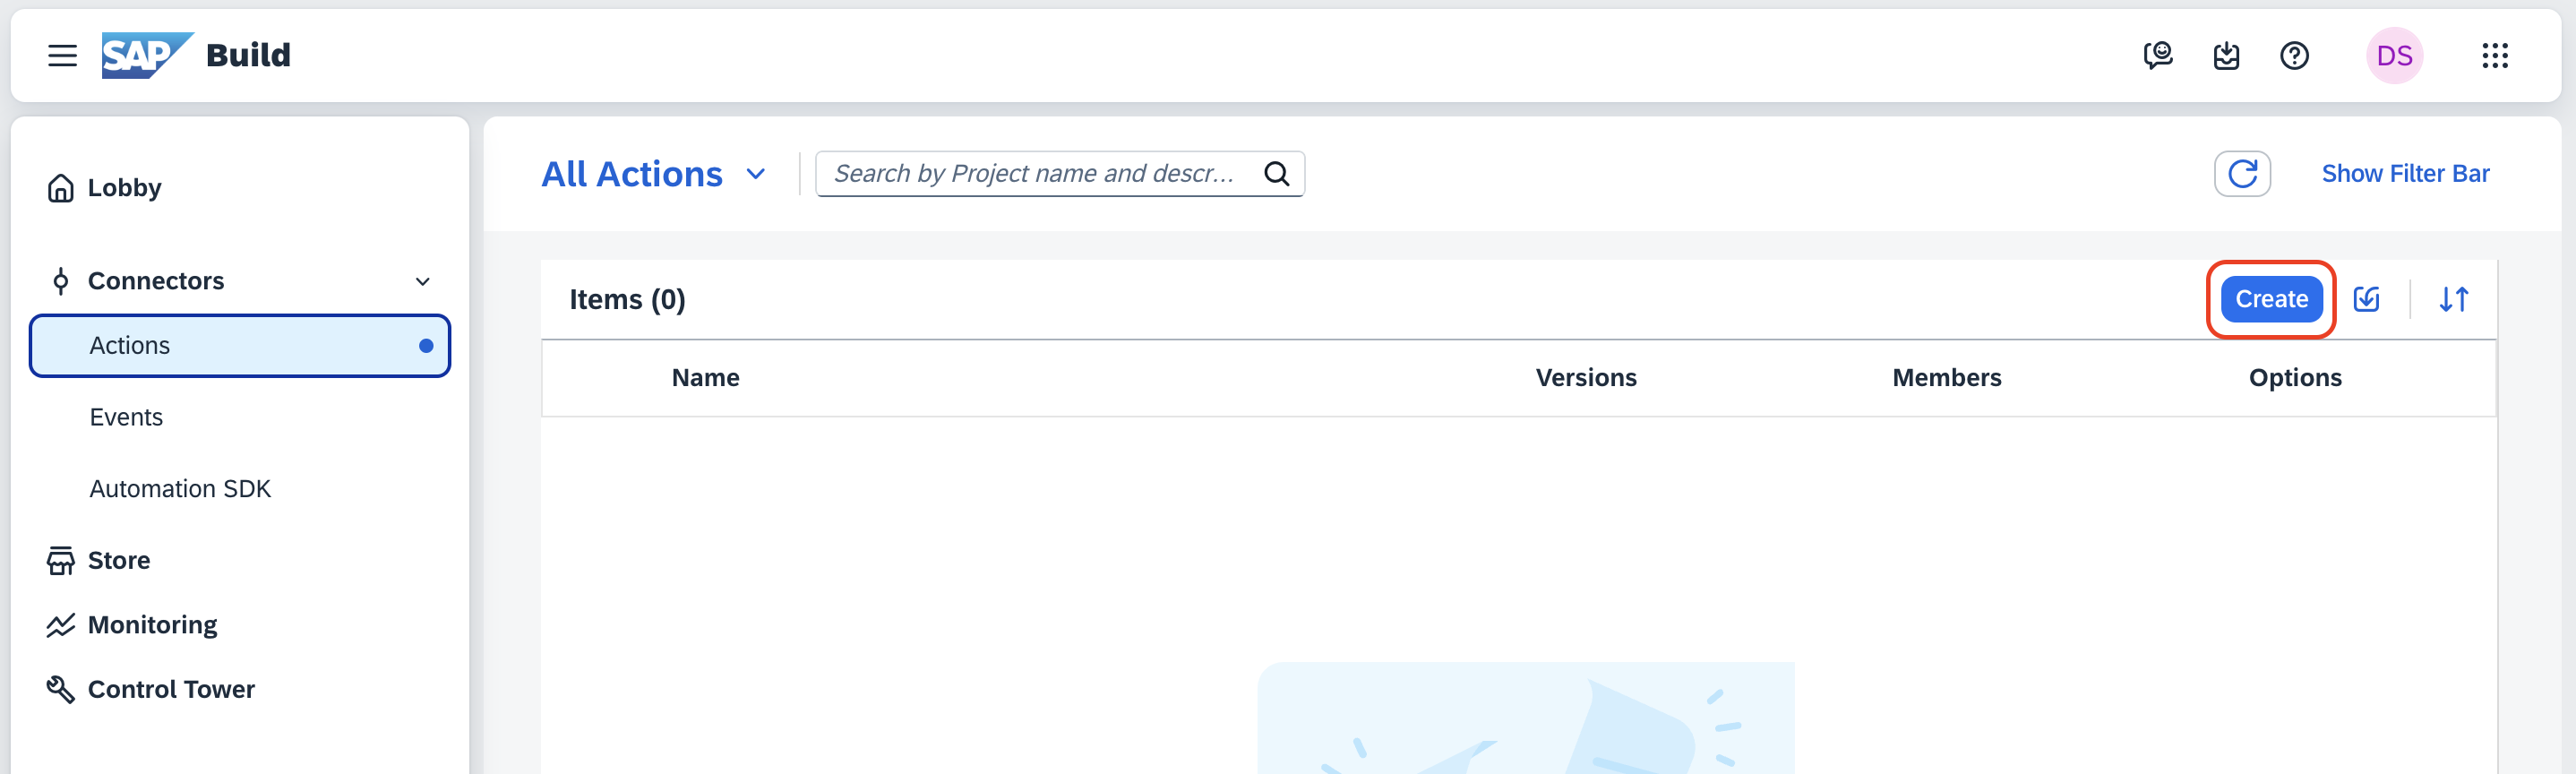 SAP Build
DS
Lobby
Connectors
Actions
Events
Automation SDK
Store
Monitoring
Control Tower
All Actions
Search by Project name and descr...
Show Filter Bar
Items (0)
Create
Name Versions Members Options